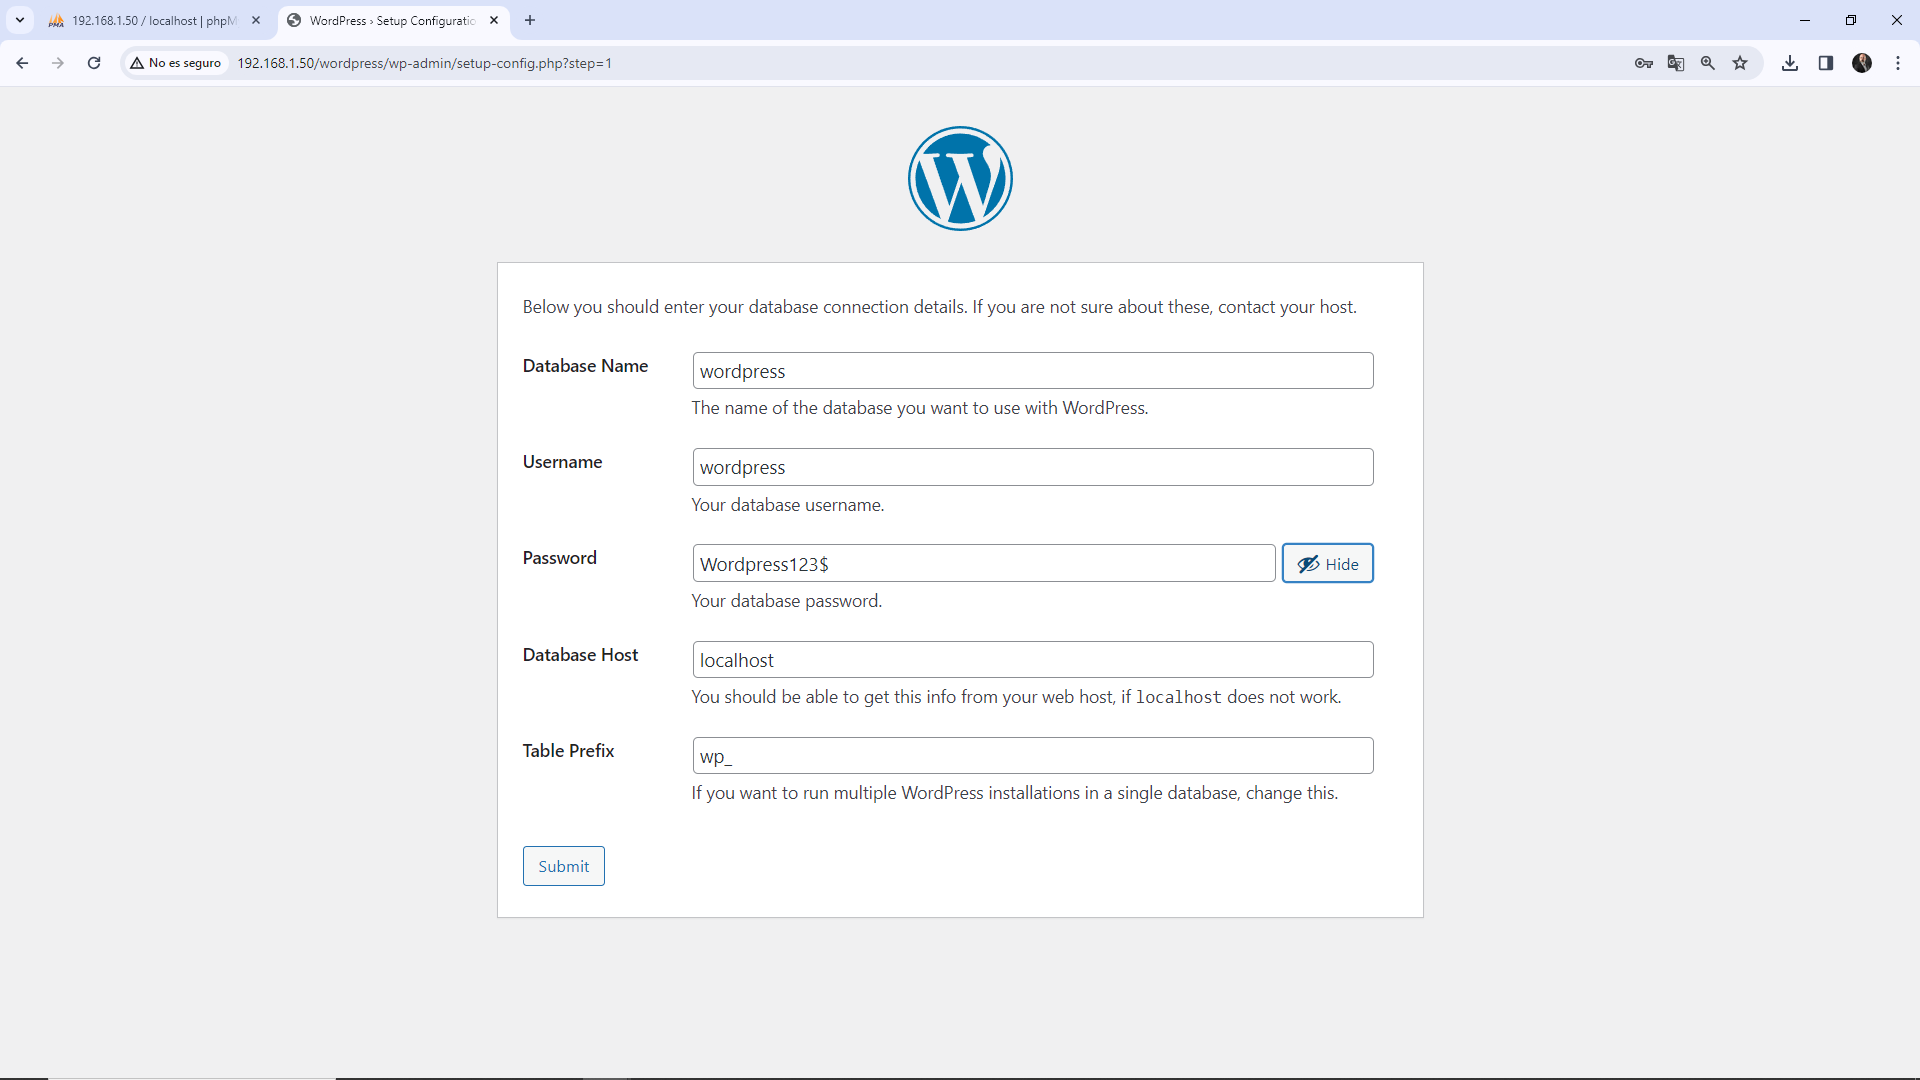 192.168.1.50 / localhost | phpM
WordPress › Setup Configuratio
No es seguro
192.168.1.50/wordpress/wp-admin/setup-config.php?step=1
Below you should enter your database connection details. If you are not sure about these, contact your host.
Database Name
wordpress
The name of the database you want to use with WordPress.
Username
wordpress
Your database username.
Password
Wordpress123$
Hide
Your database password.
Database Host
localhost
You should be able to get this info from your web host, if localhost does not work.
Table Prefix
wp_
If you want to run multiple WordPress installations in a single database, change this.
Submit